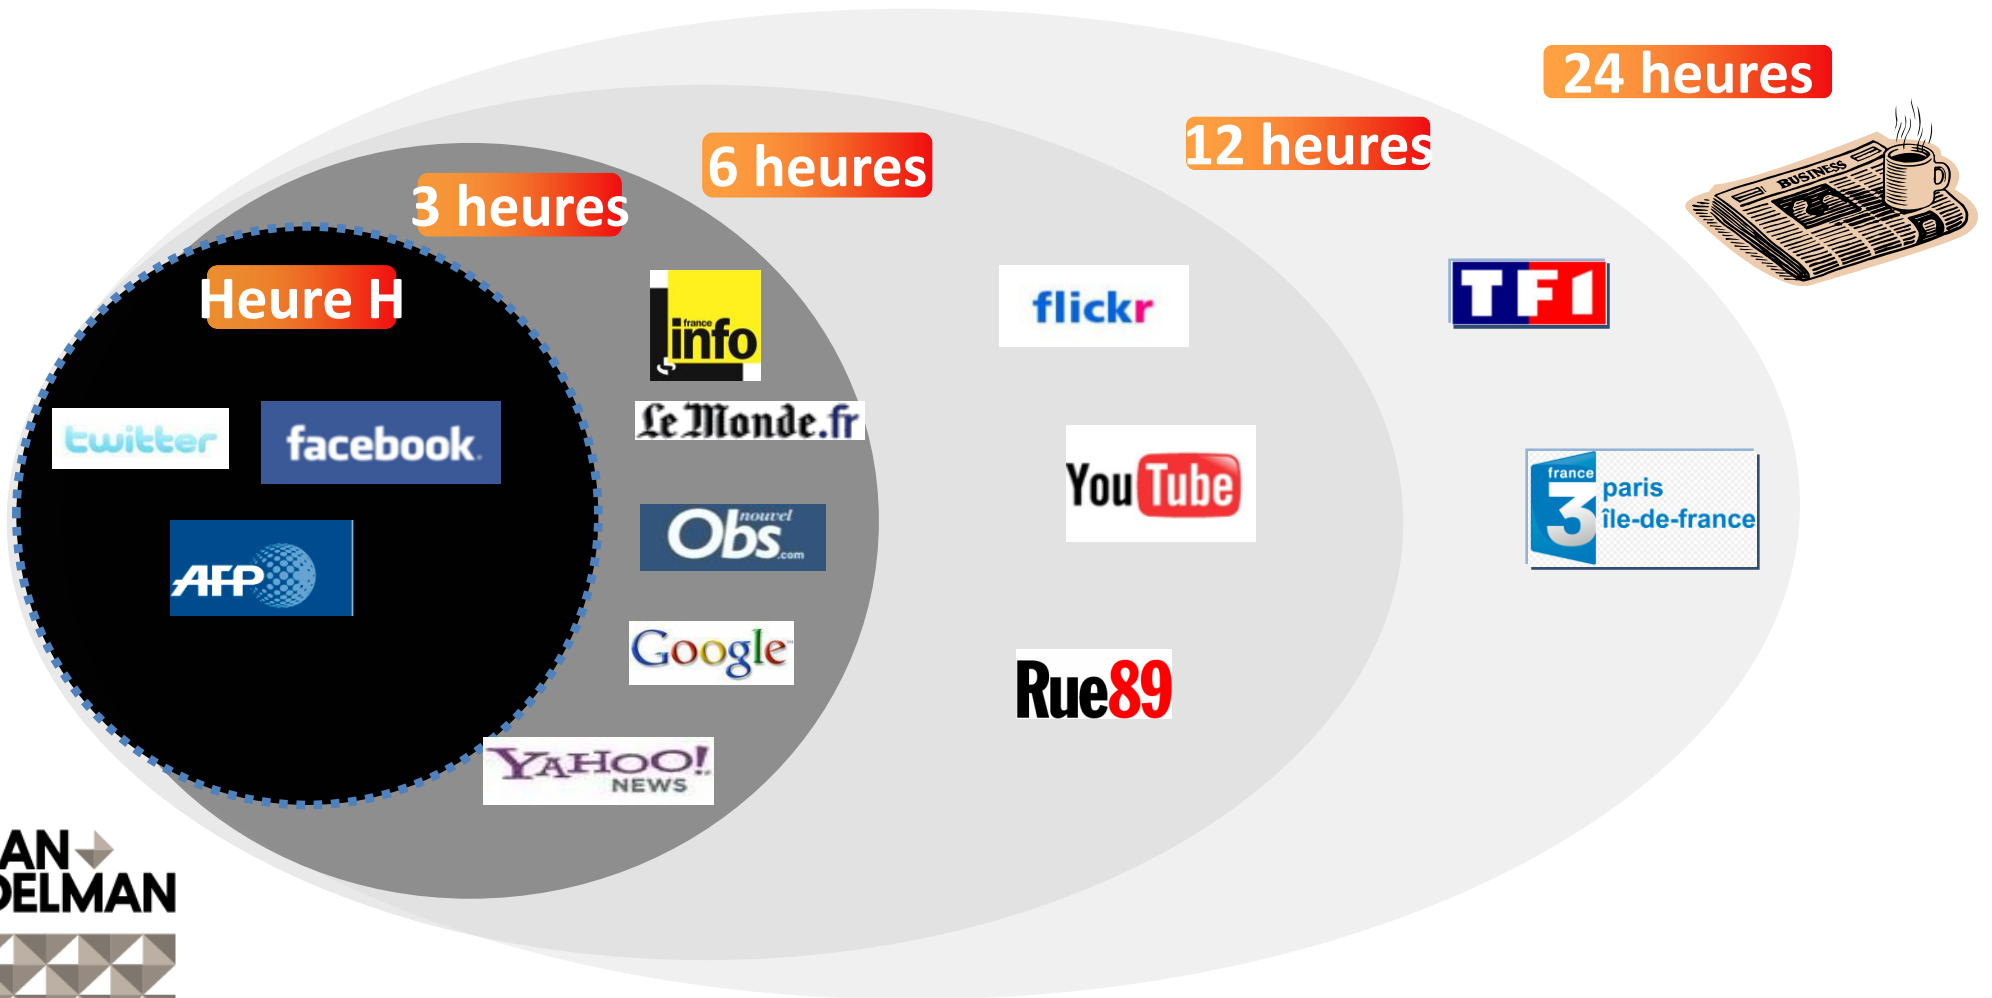 24 heures
12 heures
6 heures
3 heures
Heure H
BUSINESS
france
info
flickr
TF1
twitter
facebook
Le Monde.fr
YouTube
france
3
paris
île-de-france
nouvel
Obs.com
AFP
Google
Rue89
YAHOO!
NEWS
AN
DELMAN